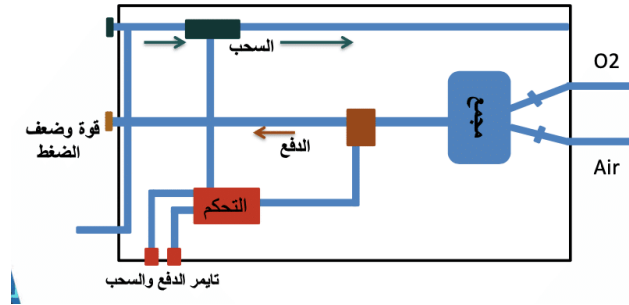 السحب
O2
مجمع
قوة وضعف
الضغط
الدفع
Air
التحكم
تايمر الدفع والسحب